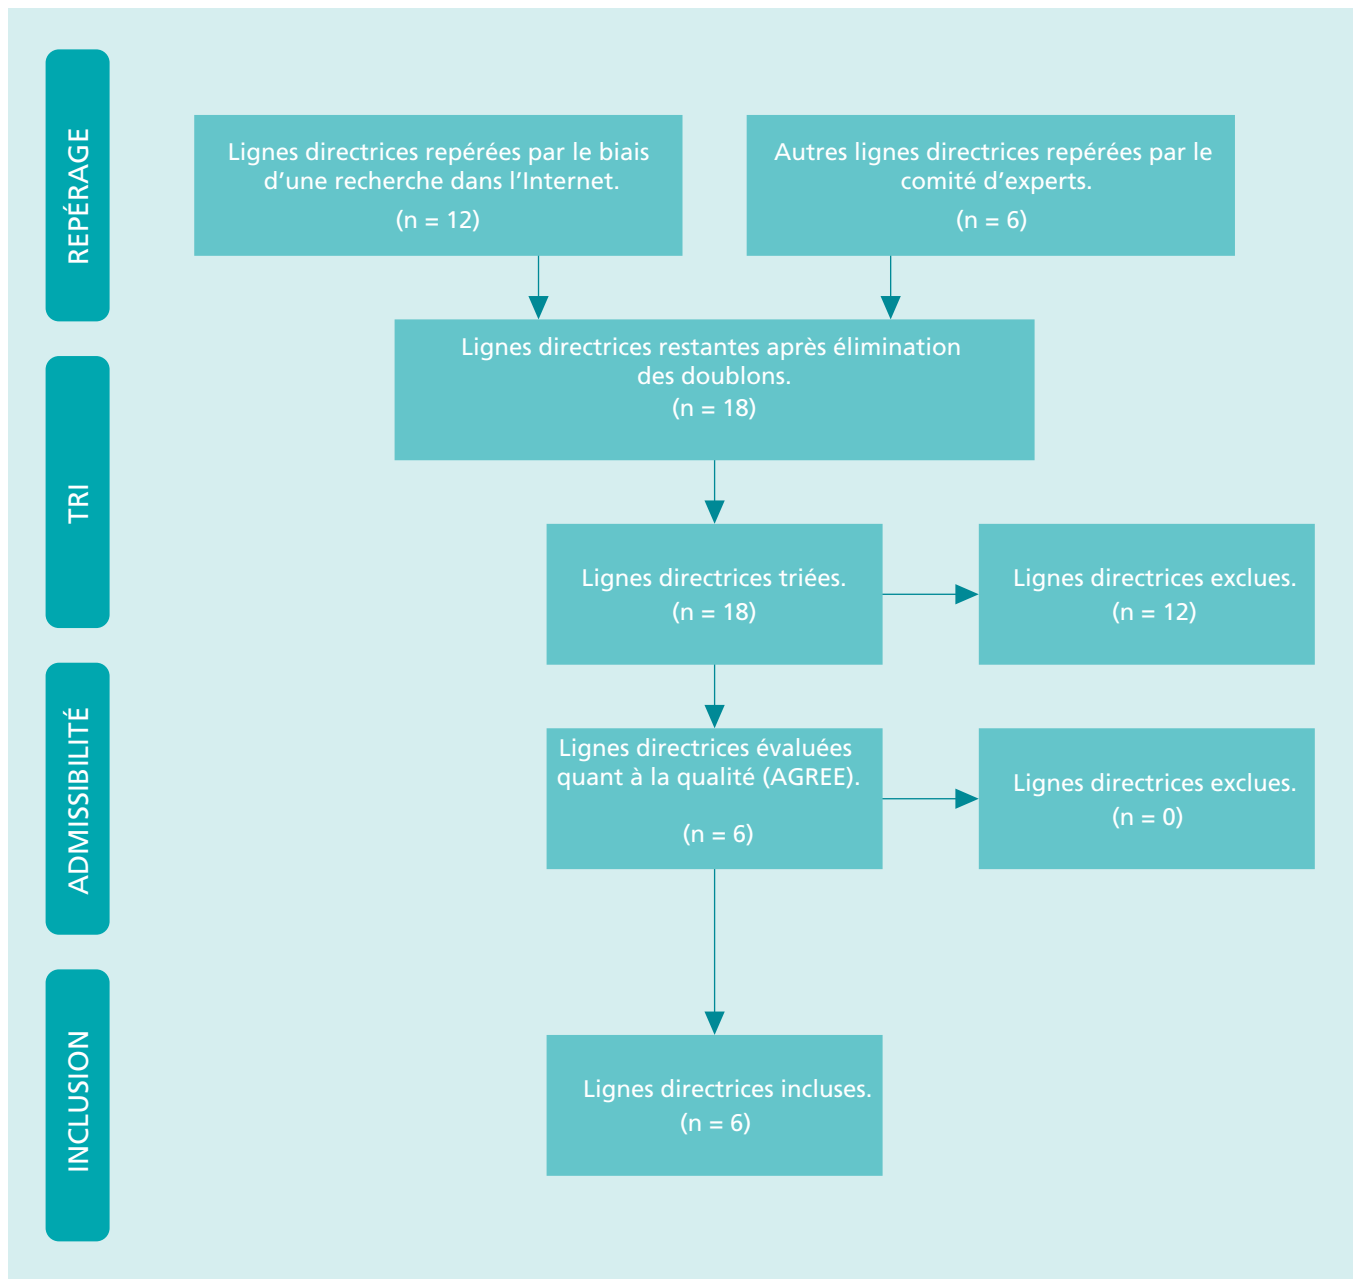 REPÉRAGE
Lignes directrices repérées par le biais
d’une recherche dans l’Internet.
(n = 12)
Autres lignes directrices repérées par le
comité d’experts.
(n = 6)
Lignes directrices restantes après élimination
des doublons.
(n = 18)
TRI
Lignes directrices triées.
(n = 18)
Lignes directrices exclues.
(n = 12)
ADMISSIBILITÉ
Lignes directrices évaluées
quant à la qualité (AGREE).
(n = 6)
Lignes directrices exclues.
(n = 0)
INCLUSION
Lignes directrices incluses.
(n = 6)